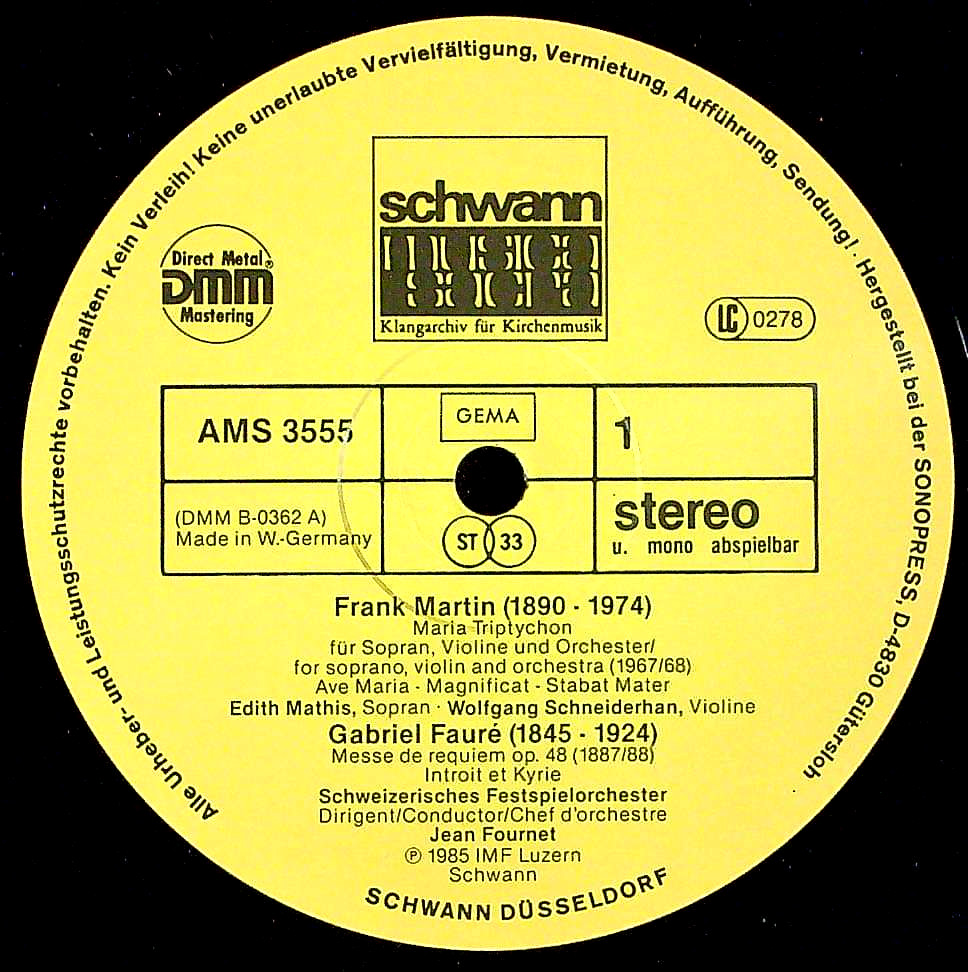 Alle Urheber- und Leistungsschutzrechte vorbehalten. Kein Verleih! Keine unerlaubte Vervielfältigung, Vermietung, Aufführung, Sendung! · Hergestellt bei der SONOPRESS, D-4830 Gütersloh
schwann
Klangarchiv für Kirchenmusik
Direct Metal®
DMM
Mastering
LC 0278
AMS 3555
GEMA
1
(DMM B-0362 A)
Made in W.-Germany
ST 33
stereo
u. mono abspielbar
Frank Martin (1890 - 1974)
Maria Triptychon
für Sopran, Violine und Orchester/
for soprano, violin and orchestra (1967/68)
Ave Maria · Magnificat - Stabat Mater
Edith Mathis, Sopran · Wolfgang Schneiderhan, Violine
Gabriel Fauré (1845 - 1924)
Messe de requiem op. 48 (1887/88)
Introit et Kyrie
Schweizerisches Festspielorchester
Dirigent/Conductor/Chef d'orchestre
Jean Fournet
℗ 1985 IMF Luzern
Schwann
SCHWANN DÜSSELDORF